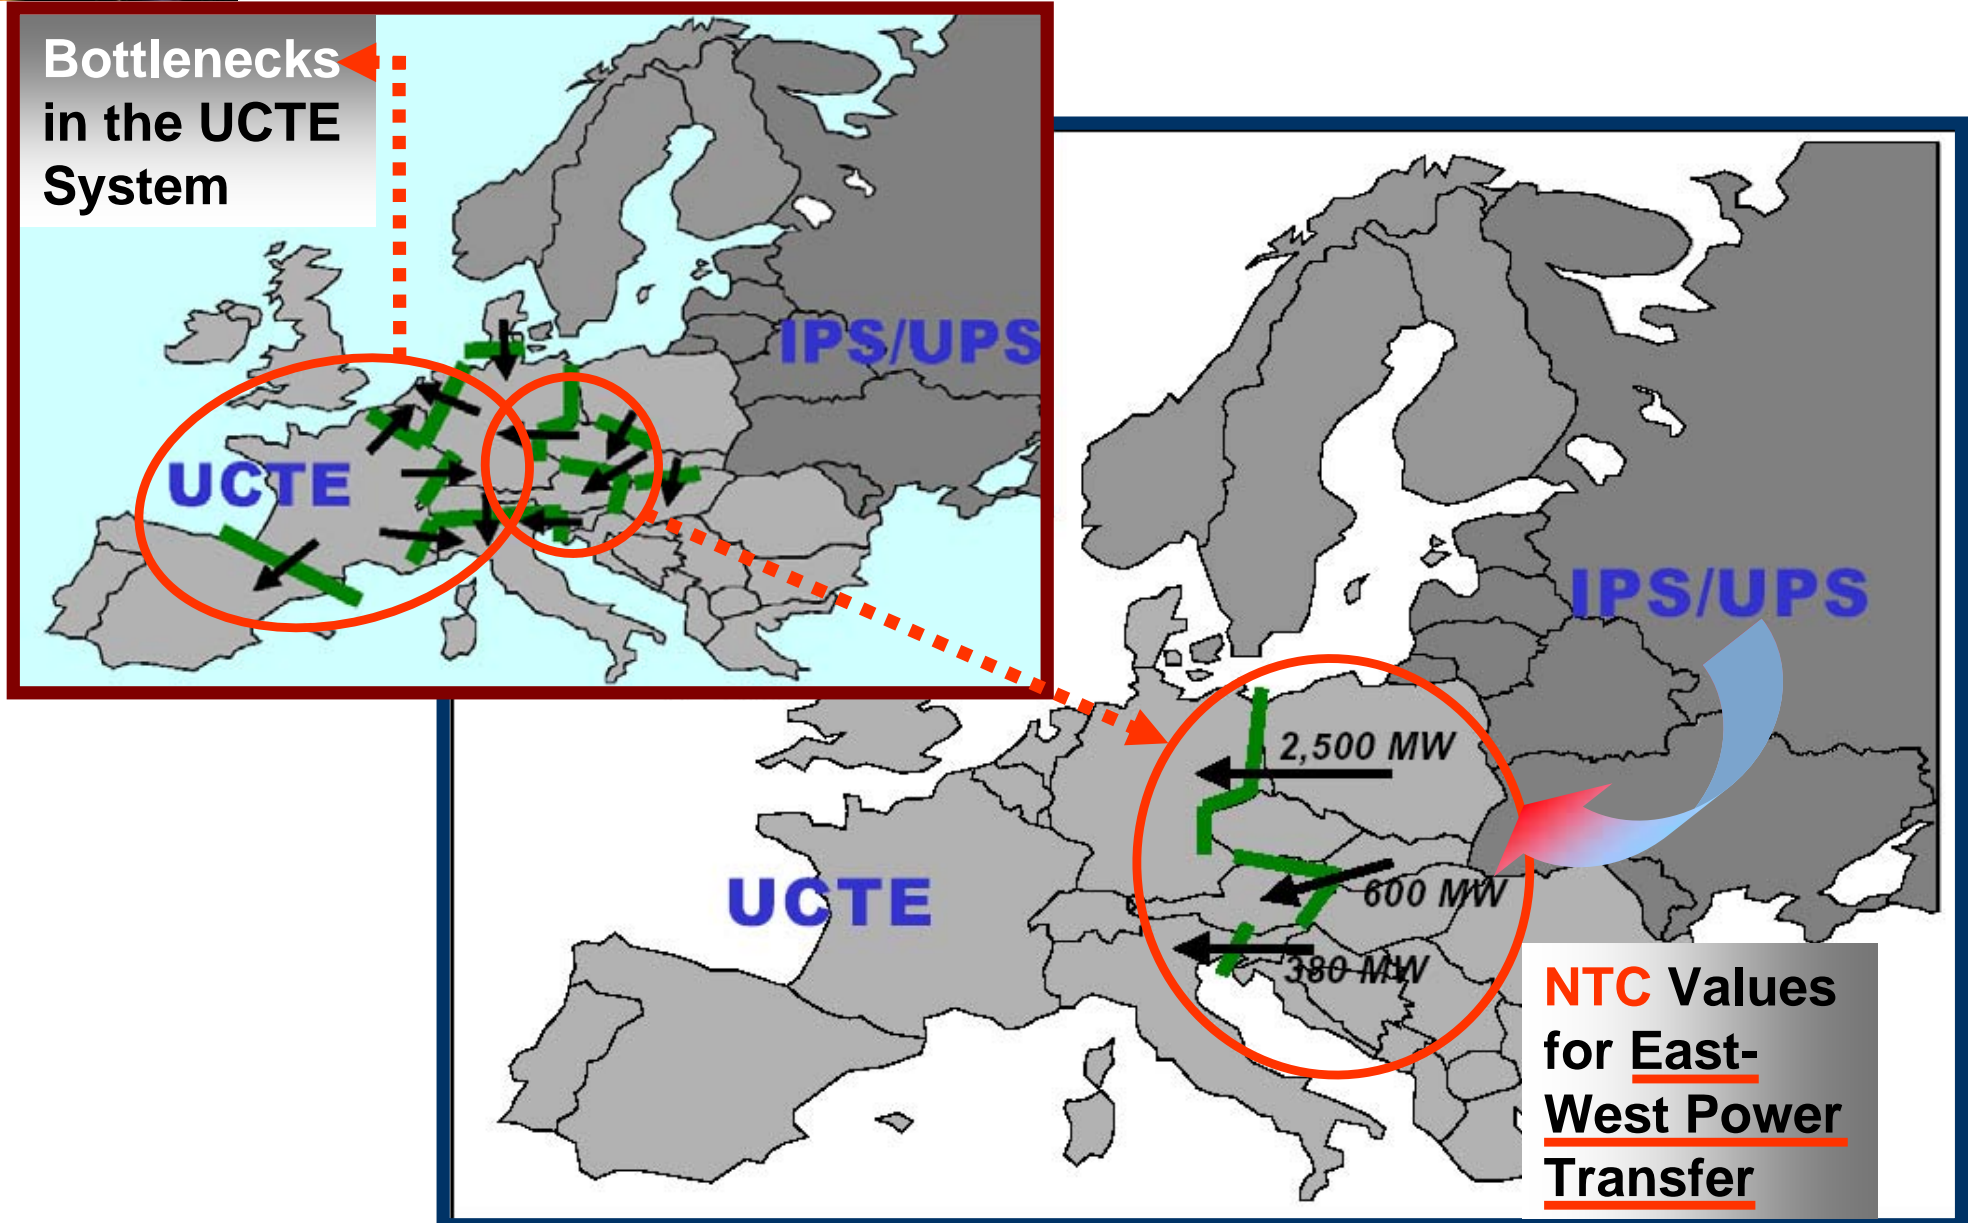 Bottlenecks
in the UCTE
System
IPS/UPS
UCTE
IPS/UPS
2,500 MW
600 MW
UCTE
380 MW
NTC Values
for East-
West Power
Transfer